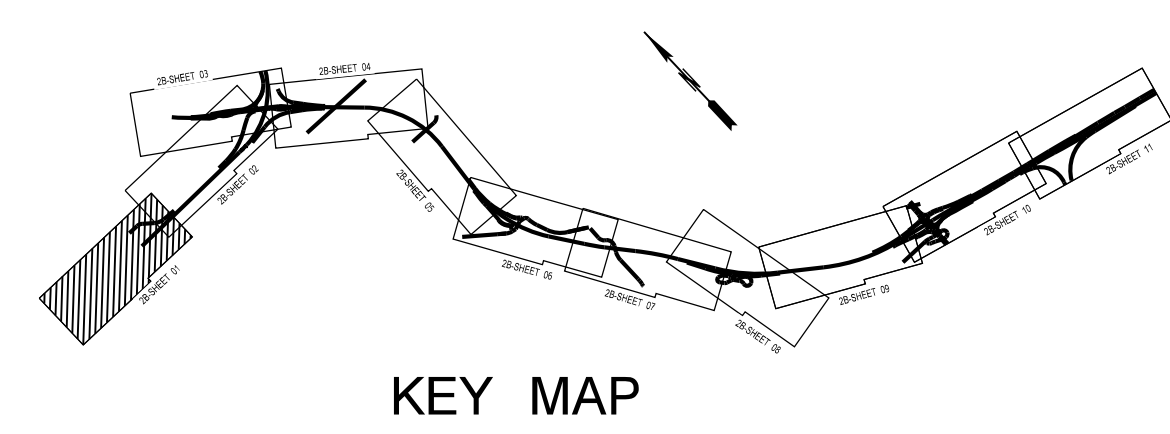 2B-SHEET 03
2B-SHEET 04
2B-SHEET 02
2B-SHEET 05
2B-SHEET 01
2B-SHEET 06
2B-SHEET 07
2B-SHEET 08
2B-SHEET 09
2B-SHEET 10
2B-SHEET 11
N
KEY MAP